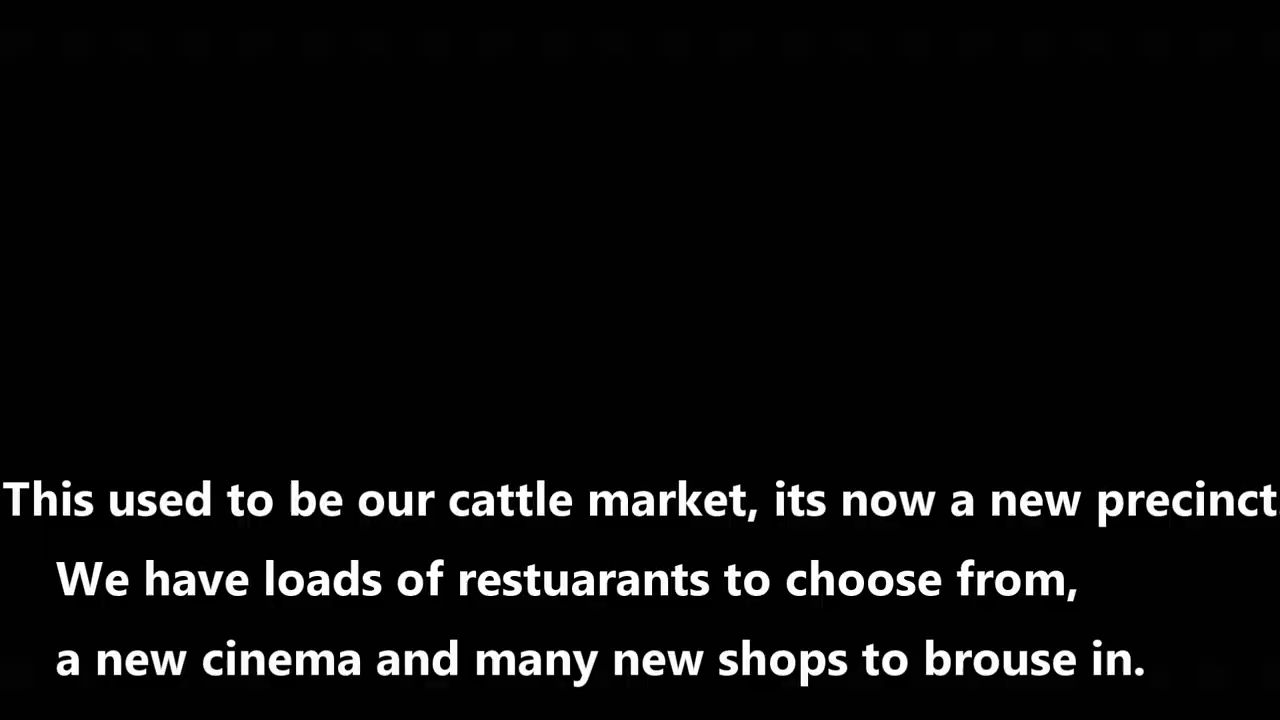 This used to be our cattle market, its now a new precinct.
We have loads of restuarants to choose from,
a new cinema and many new shops to brouse in.